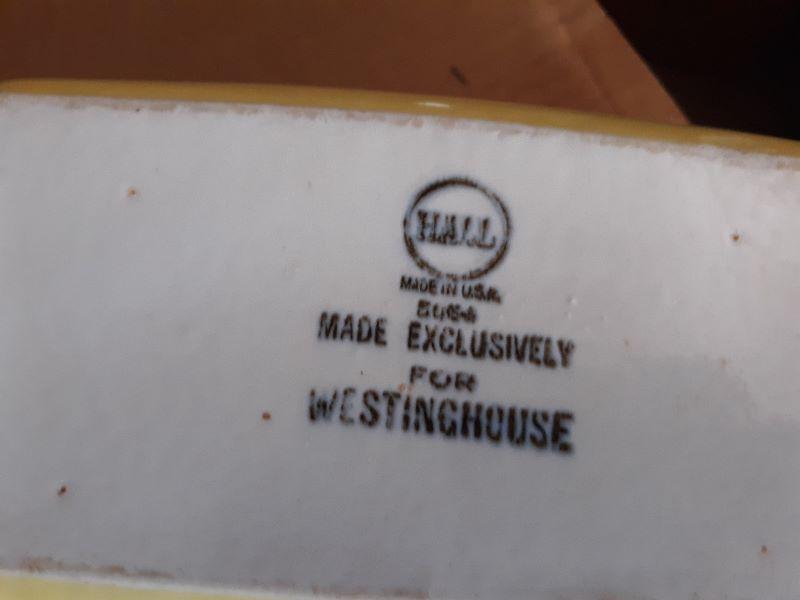 HALL
MADE IN U.S.A.
MADE EXCLUSIVELY
FOR
WESTINGHOUSE